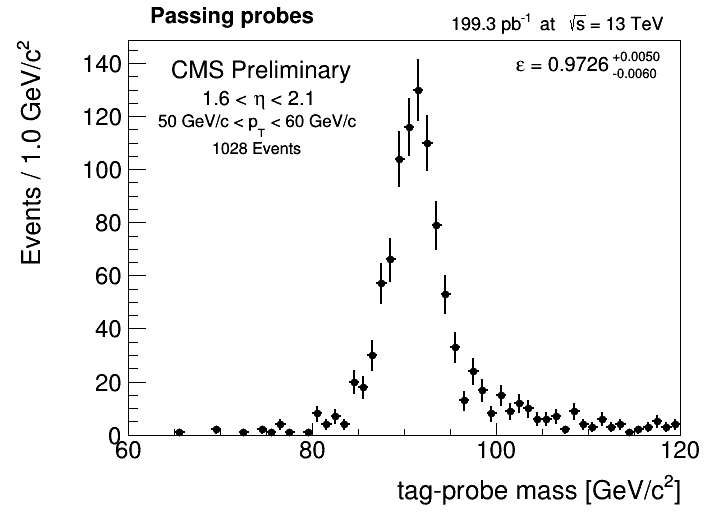 Passing probes
199.3 pb⁻¹ at √s = 13 TeV
CMS Preliminary
ε = 0.9726 +0.0050 -0.0060
1.6 < η < 2.1
50 GeV/c < p_T < 60 GeV/c
1028 Events
Events / 1.0 GeV/c²
140
120
100
80
60
40
20
0
60 80 100 120
tag-probe mass [GeV/c²]